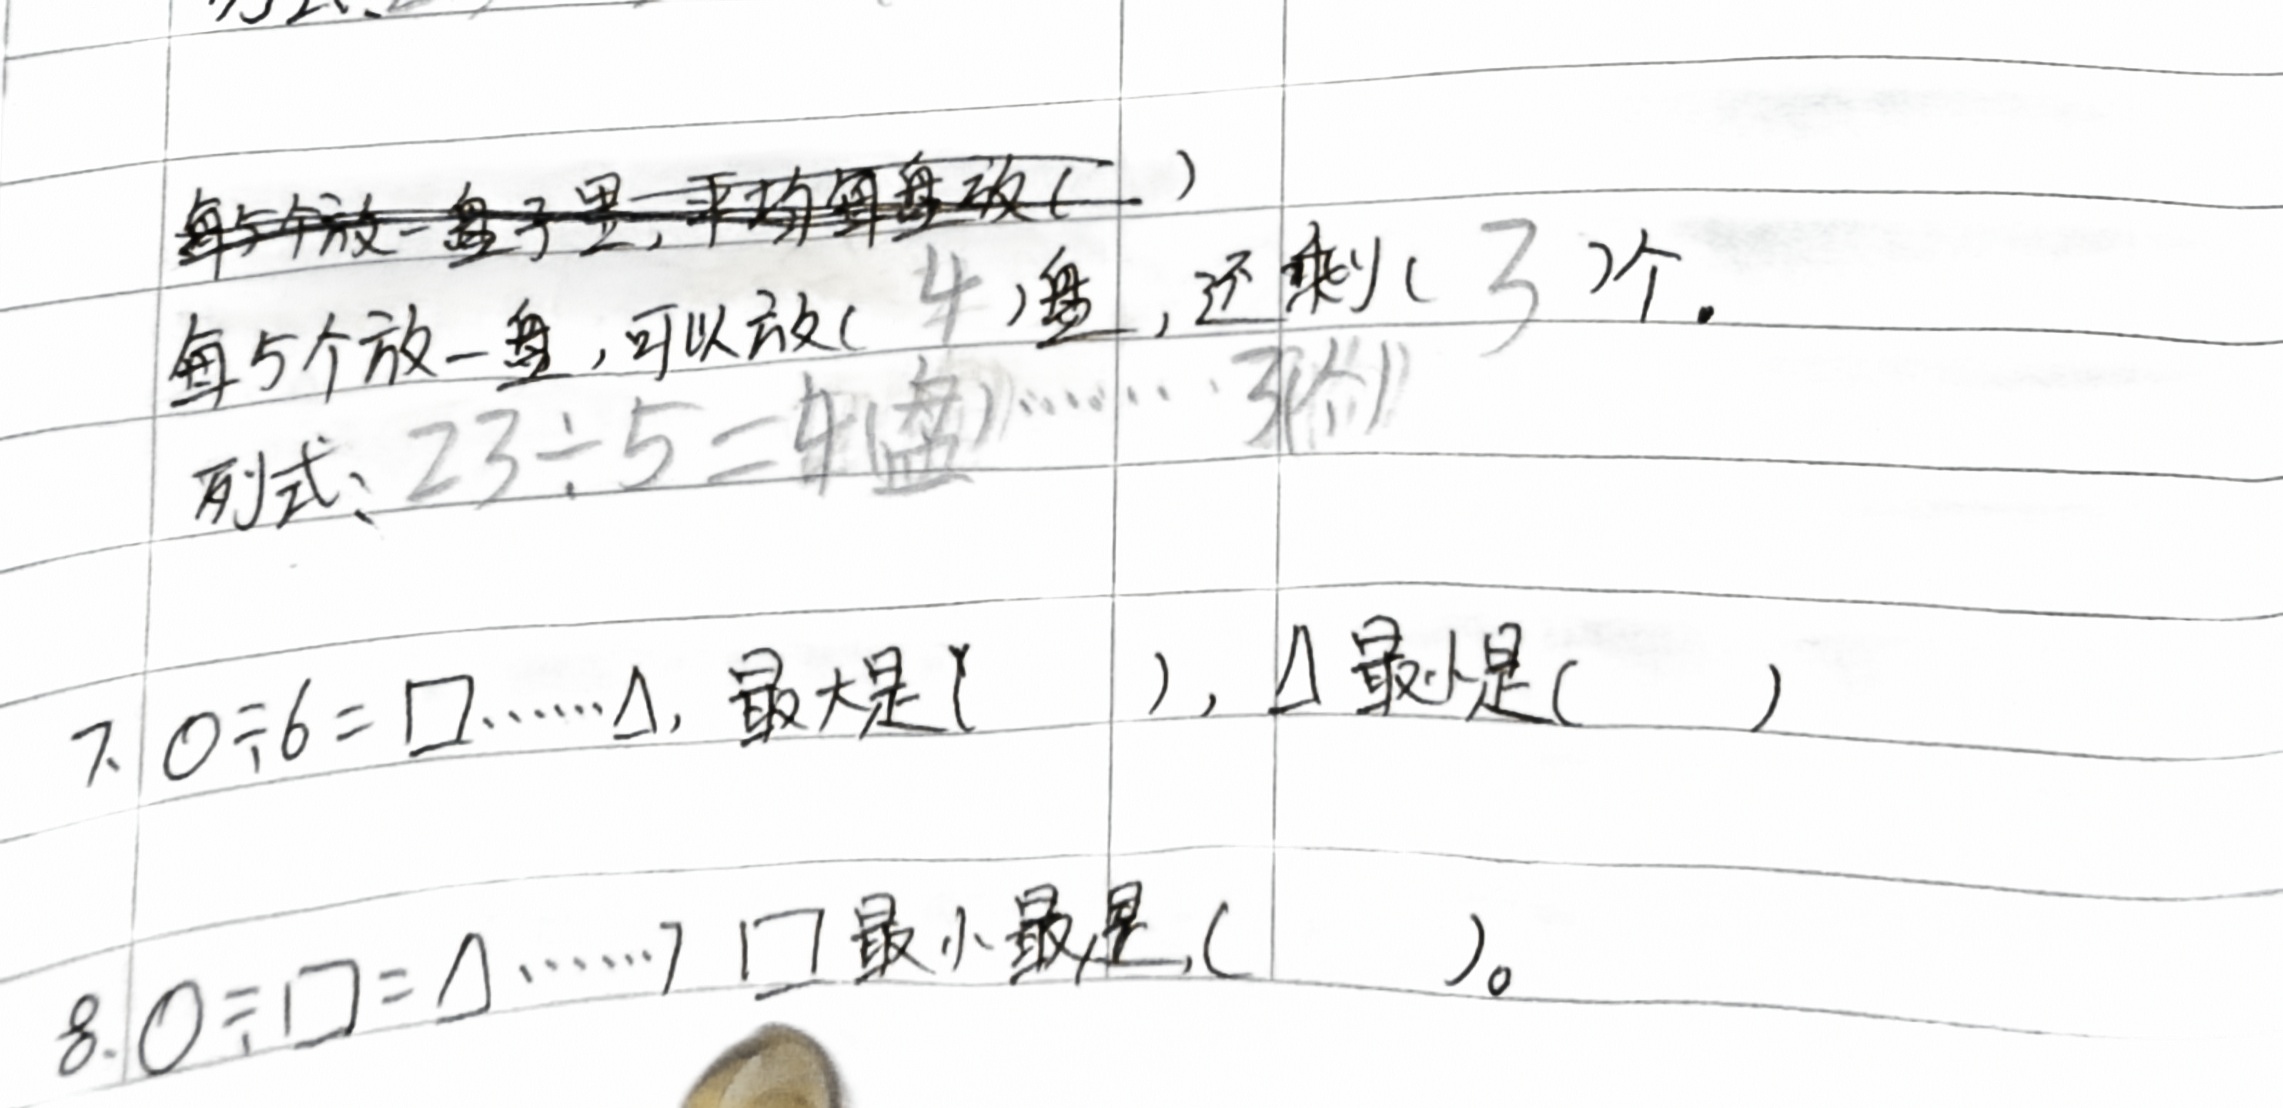 列式:
每5个放一盘子里,平均每盘放( )
每5个放一盘,可以放( 4 )盘,还剩( 3 )个.
列式: 23÷5=4(盘)……3(个)
7、○÷6=□……△, 最大是( ), △最小是( )
8.○÷□=△……7 □最小最是,( )。